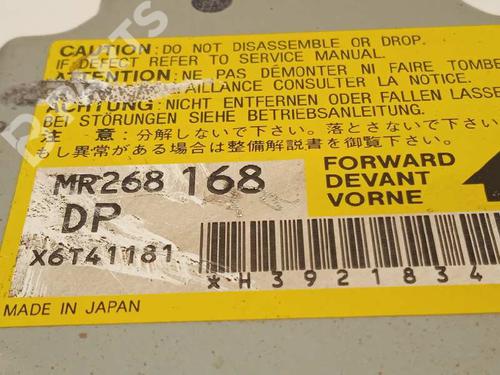 CAUTION: DO NOT DISASSEMBLE OR DROP.
IF DEFECT REFER TO SERVICE MANUAL.
ATTENTION: NE PAS DÉMONTER NI FAIRE TOMBE
AILLANCE CONSULTER LA NOTICE.
ACHTUNG: NICHT ENTFERNEN ODER FALLEN LASSE
BEI STÖRUNGEN SIEHE BETRIEBSANLEITUNG.
注 意: 分解しないで下さい。落とさないで下さい。
もし異常がある場合は整備解説書を御覧下さい。
MR268 168
DP
X6T41181
FORWARD
DEVANT
VORNE
*H3921834
MADE IN JAPAN